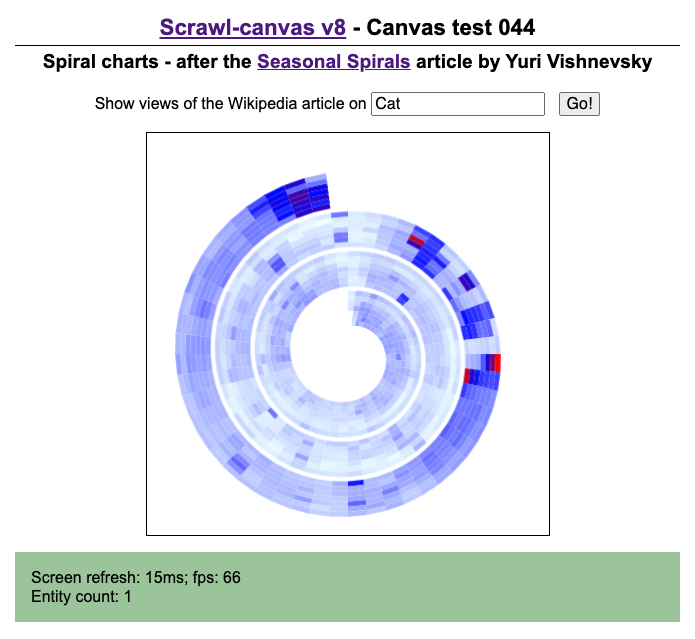 Scrawl-canvas v8 - Canvas test 044
Spiral charts - after the Seasonal Spirals article by Yuri Vishnevsky
Show views of the Wikipedia article on Cat Go!
Screen refresh: 15ms; fps: 66
Entity count: 1